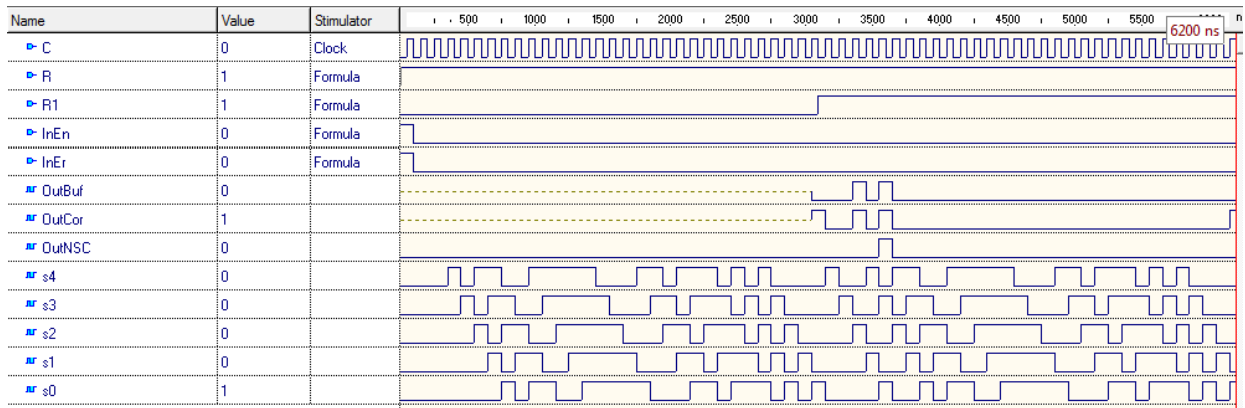 Name Value Stimulator 500 1000 1500 2000 2500 3000 3500 4000 4500 5000 5500
6200 ns
C 0 Clock
R 1 Formula
R1 1 Formula
InEn 0 Formula
InEr 0 Formula
OutBuf 0
OutCor 1
OutNSC 0
s4 0
s3 0
s2 0
s1 0
s0 1